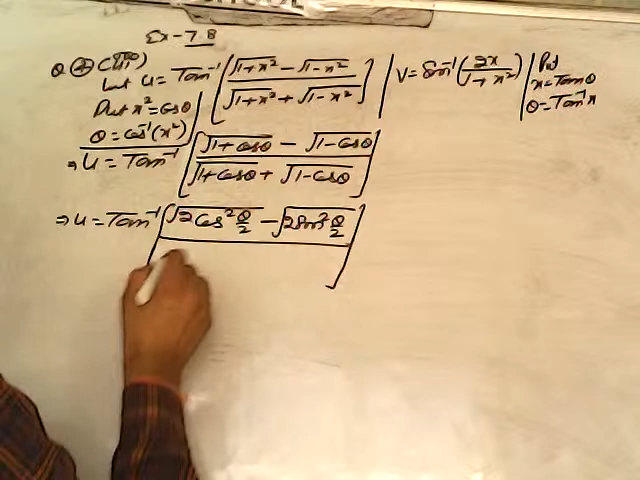 Ex - 7.8
Q ④ (viii)
Let u = Tan⁻¹ [ (√1+x² - √1-x²) / (√1+x² + √1-x²) ] | V = Sin⁻¹ (2x / 1+x²) | Put
x = Tanθ
θ = Tan⁻¹x
Put x² = cosθ
θ = cos⁻¹(x²)
⇒ u = Tan⁻¹ [ (√1+cosθ - √1-cosθ) / (√1+cosθ + √1-cosθ) ]
⇒ u = Tan⁻¹ [ √2cos²θ/2 - √2sin²θ/2